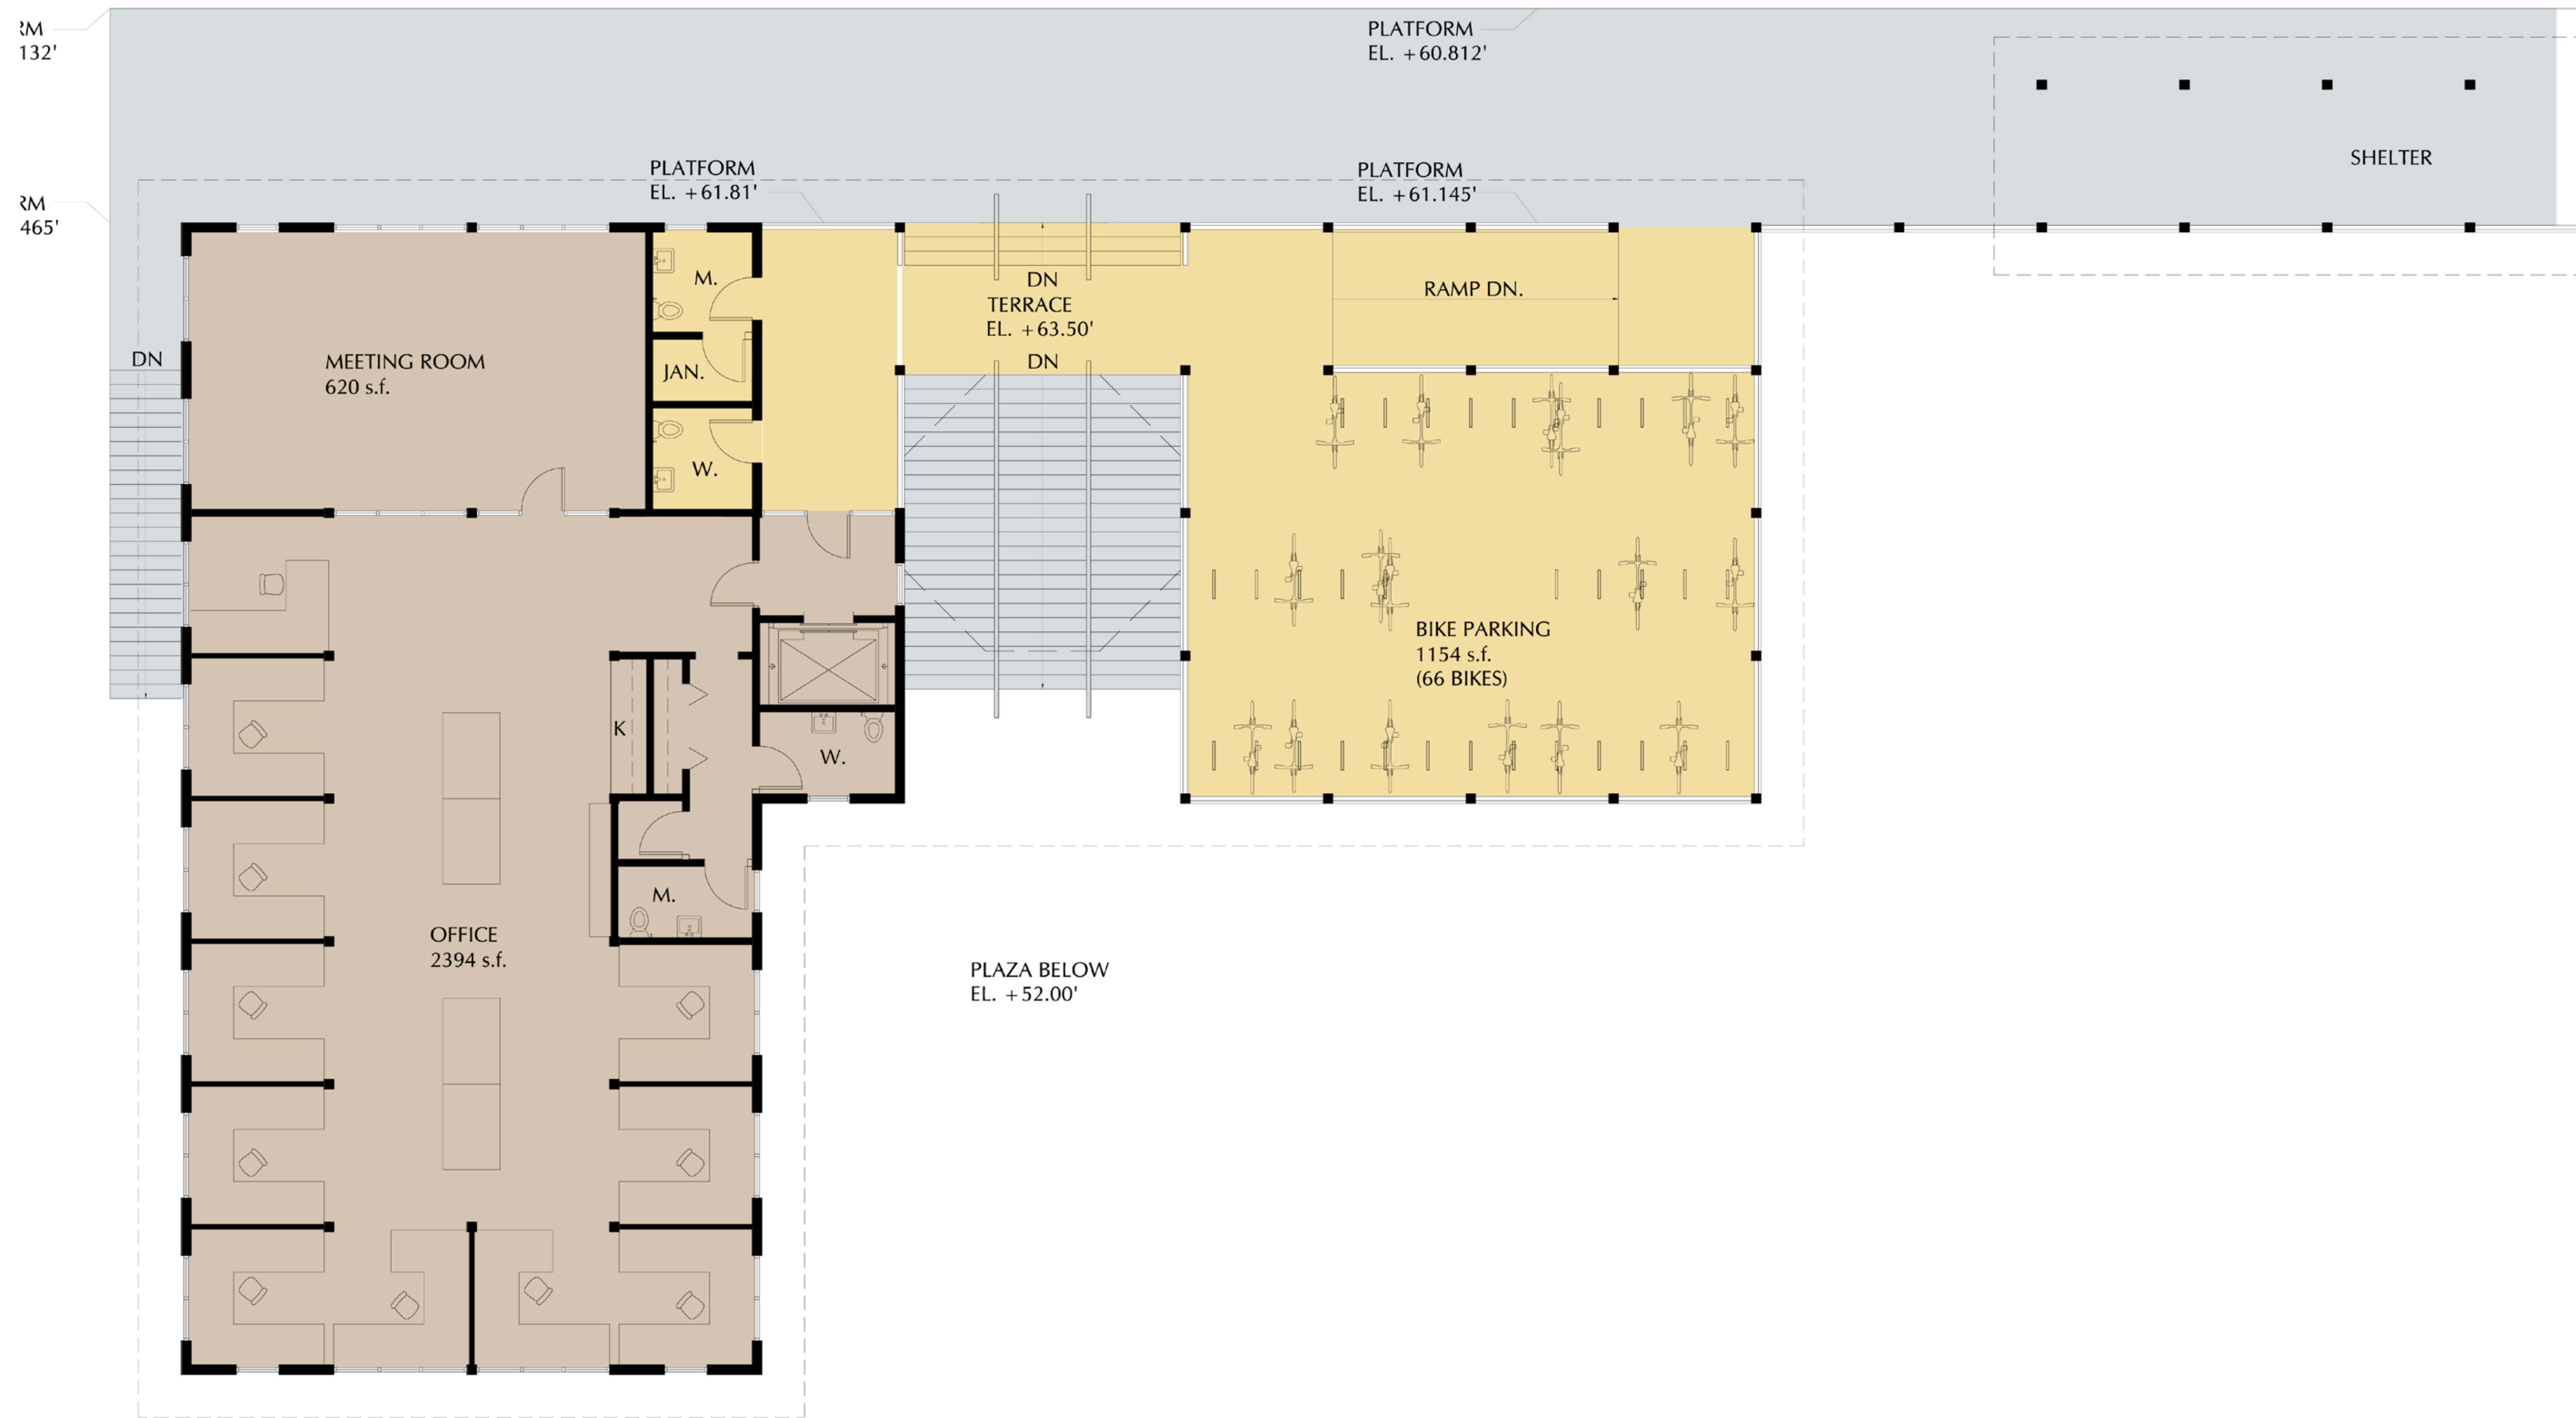 132'
PLATFORM
EL. +60.812'
SHELTER
PLATFORM
EL. +61.81'
PLATFORM
EL. +61.145'
465'
M.
DN
TERRACE
EL. +63.50'
DN
RAMP DN.
DN
MEETING ROOM
620 s.f.
JAN.
W.
BIKE PARKING
1154 s.f.
(66 BIKES)
K
W.
M.
OFFICE
2394 s.f.
PLAZA BELOW
EL. +52.00'